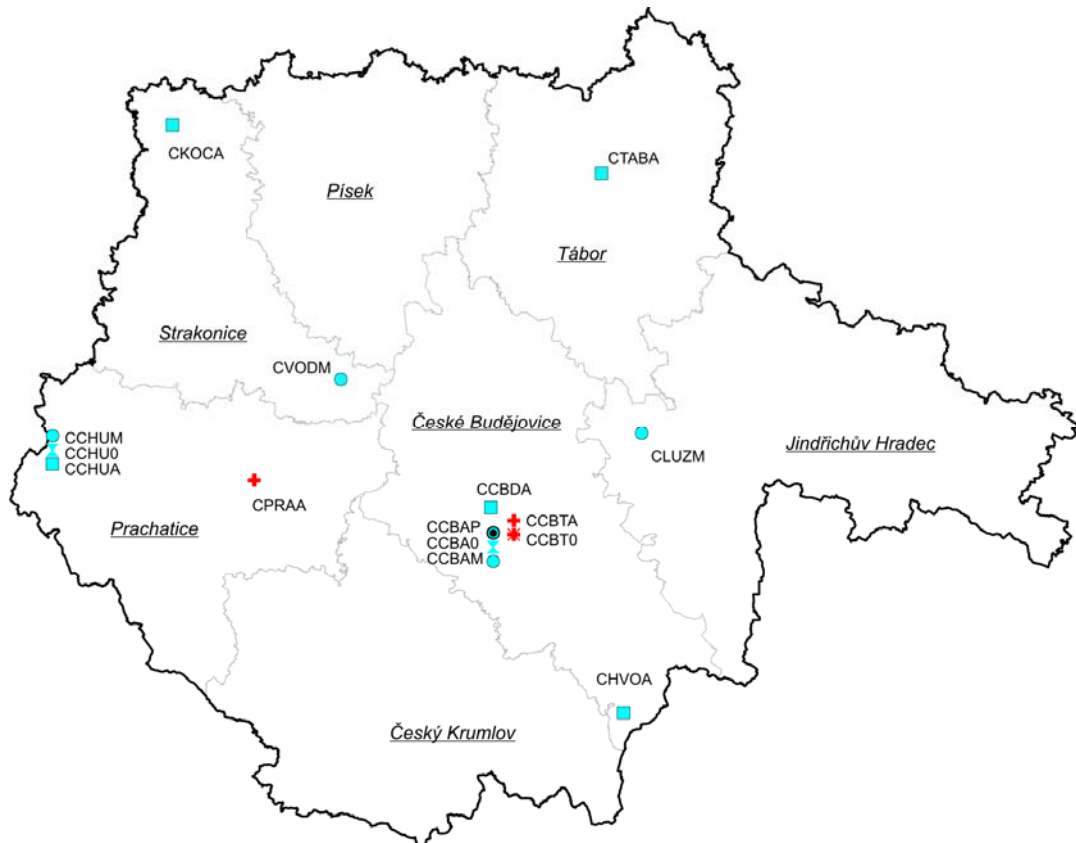 CKOCA
CTABA
Písek
Tábor
Strakonice
CVODM
České Budějovice
CCHUM
CCHU0
CCHUA
CLUZM
Jindřichův Hradec
CPRAA
CCBDA
Prachatice
CCBAP
CCBTA
CCBA0
CCBT0
CCBAM
CHVOA
Český Krumlov